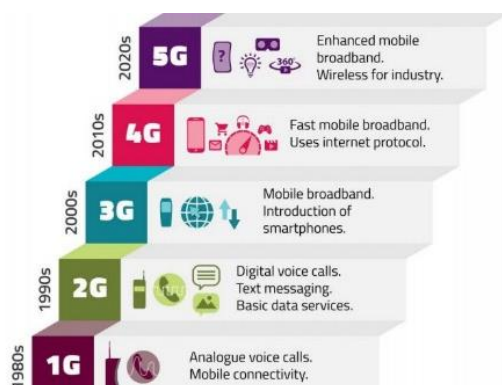 2020s
5G
?
360°
Enhanced mobile
broadband.
Wireless for industry.
2010s
4G
Fast mobile broadband.
Uses internet protocol.
2000s
3G
Mobile broadband.
Introduction of
smartphones.
1990s
2G
Digital voice calls.
Text messaging.
Basic data services.
1980s
1G
Analogue voice calls.
Mobile connectivity.